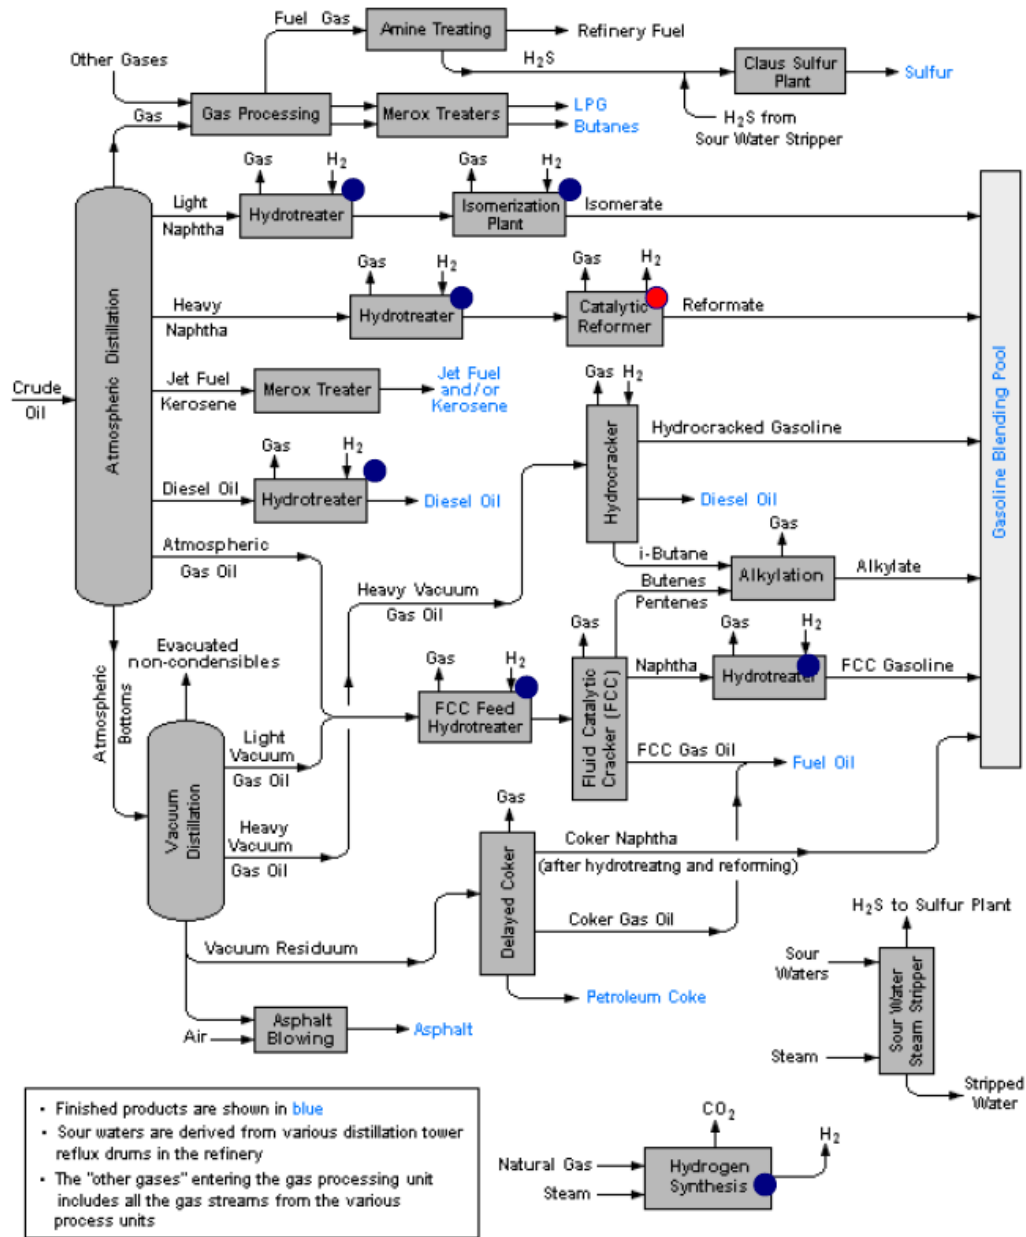 Fuel Gas
Amine Treating
Refinery Fuel
Other Gases
H2S
Claus Sulfur
Plant
Sulfur
Gas
Gas Processing
Merox Treaters
LPG
Butanes
H2S from
Sour Water Stripper
Gas
H2
Gas
H2
Light
Naphtha
Hydrotreater
Isomerization
Plant
Isomerate
Gas
H2
Gas
H2
Heavy
Naphtha
Hydrotreater
Catalytic
Reformer
Reformate
Atmospheric Distillation
Crude
Oil
Jet Fuel
Kerosene
Merox Treater
Jet Fuel
and/or
Kerosene
Gas
H2
Hydrocracker
Hydrocracked Gasoline
Gasoline Blending Pool
Gas
H2
Diesel Oil
Hydrotreater
Diesel Oil
Diesel Oil
Atmospheric
Gas Oil
i-Butane
Gas
Butenes
Pentenes
Alkylation
Alkylate
Heavy Vacuum
Gas Oil
Evacuated
non-condensibles
Atmospheric
Bottoms
Gas
H2
FCC Feed
Hydrotreater
Gas
Fluid Catalytic
Cracker (FCC)
Naphtha
Gas
H2
Hydrotreater
FCC Gasoline
Light
Vacuum
Gas Oil
FCC Gas Oil
Fuel Oil
Vacuum
Distillation
Heavy
Vacuum
Gas Oil
Gas
Delayed Coker
Coker Naphtha
(after hydrotreatng and reforming)
Coker Gas Oil
Vacuum Residuum
Petroleum Coke
Air
Asphalt
Blowing
Asphalt
H2S to Sulfur Plant
Sour
Waters
Sour Water
Steam Stripper
Steam
Stripped
Water
• Finished products are shown in blue
• Sour waters are derived from various distillation tower
reflux drums in the refinery
• The "other gases" entering the gas processing unit
includes all the gas streams from the various
process units
CO2
H2
Natural Gas
Steam
Hydrogen
Synthesis